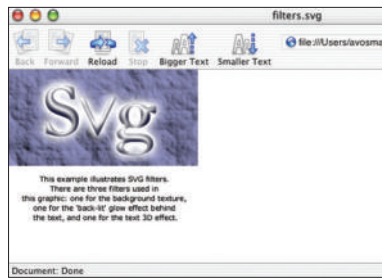 filters.svg
Back Forward Reload Stop Bigger Text Smaller Text file:///Users/avosma
Svg
This example illustrates SVG filters.
There are three filters used in
this graphic: one for the background texture,
one for the 'back-lit' glow effect behind
the text, and one for the text 3D effect.
Document: Done